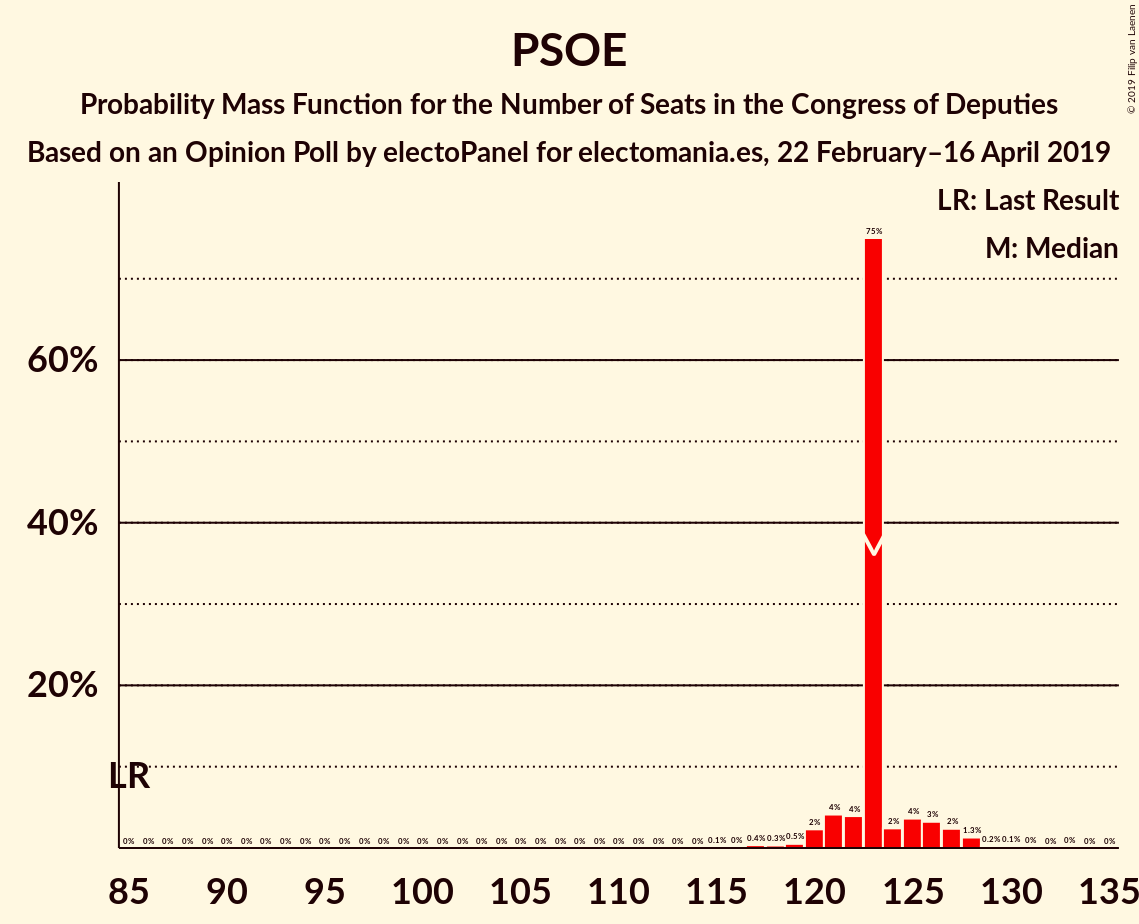 PSOE
Probability Mass Function for the Number of Seats in the Congress of Deputies
Based on an Opinion Poll by electoPanel for electomania.es, 22 February–16 April 2019
© 2019 Filip van Laenen
LR: Last Result
M: Median
60%
40%
20%
LR
0% 0% 0% 0% 0% 0% 0% 0% 0% 0% 0% 0% 0% 0% 0% 0% 0% 0% 0% 0% 0% 0% 0% 0% 0% 0% 0% 0% 0% 0% 0.1% 0% 0.4% 0.3% 0.5% 2% 4% 4% 75% 2% 4% 3% 2% 1.3% 0.2% 0.1% 0% 0% 0% 0% 0%
85 90 95 100 105 110 115 120 125 130 135